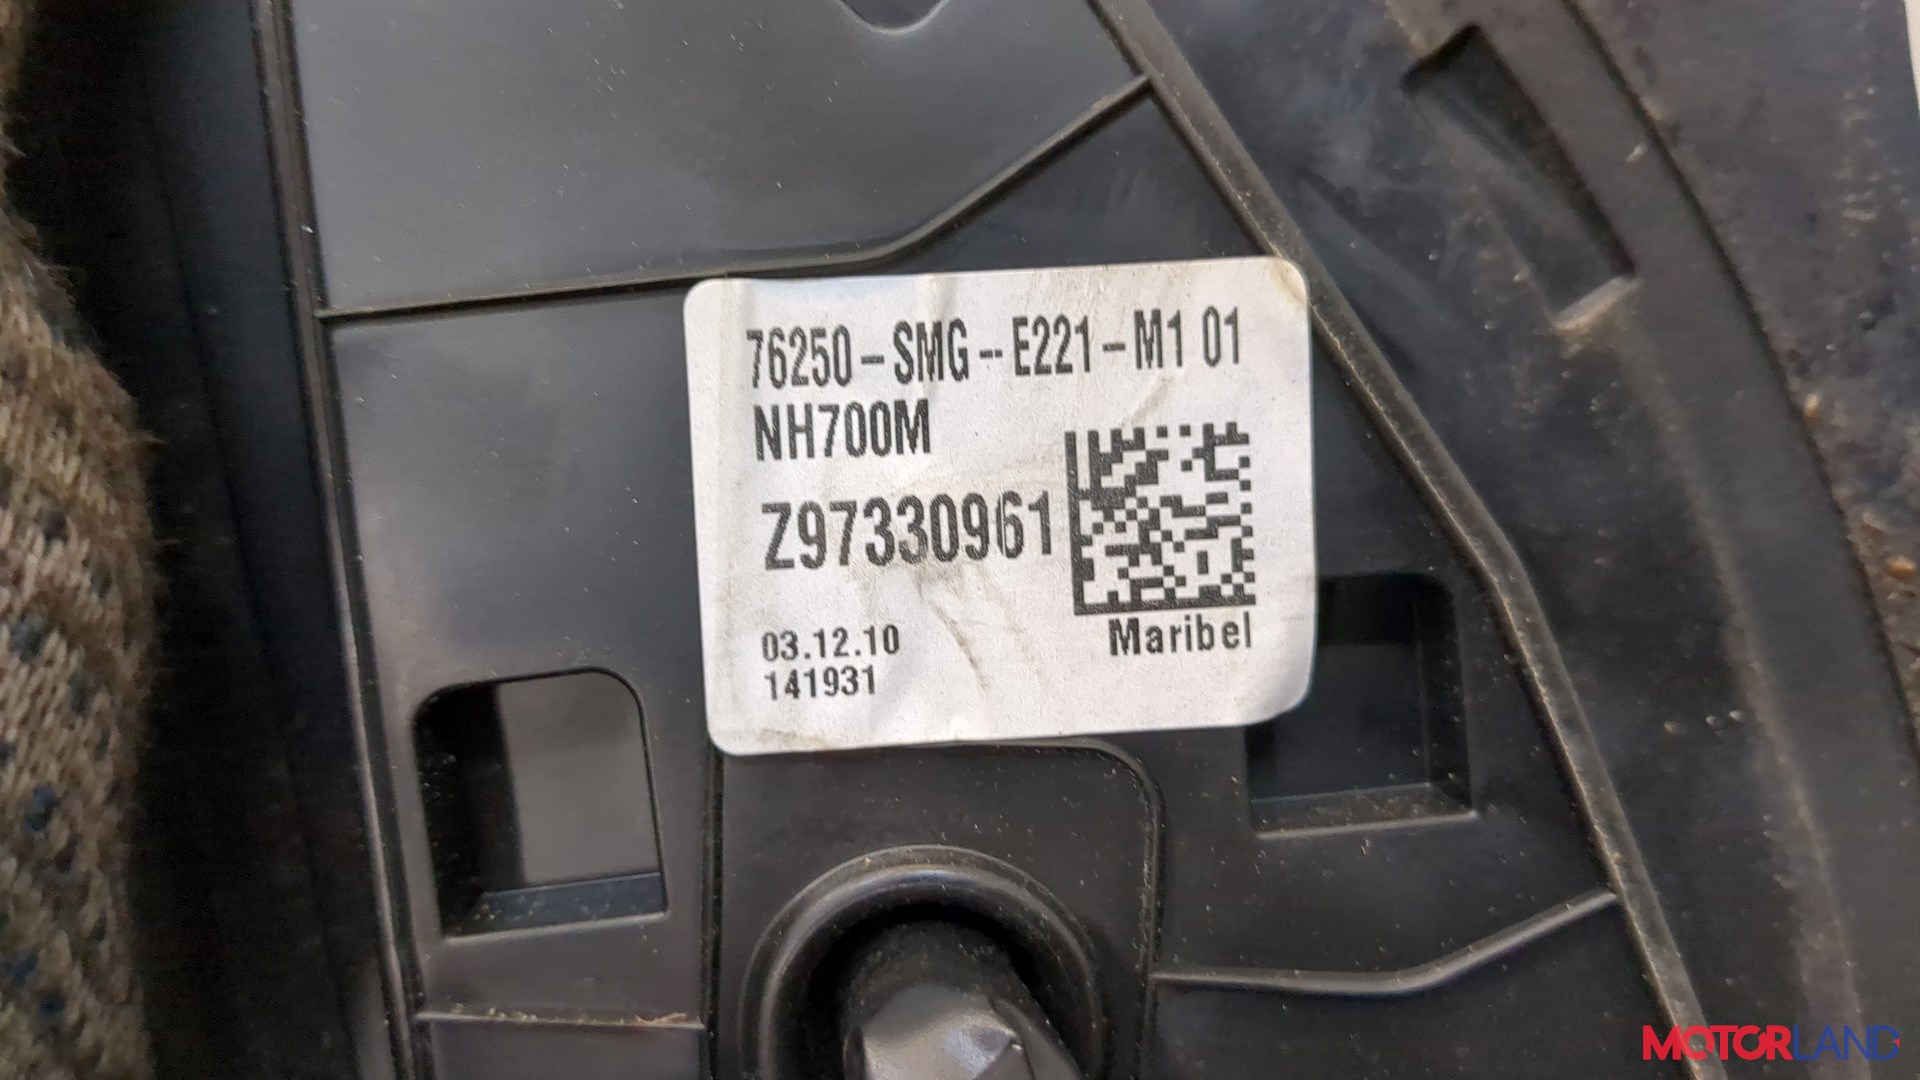 76250-SMG--E221-M1 01
NH700M
Z97330961
03.12.10
141931
Maribel
MOTORLAND